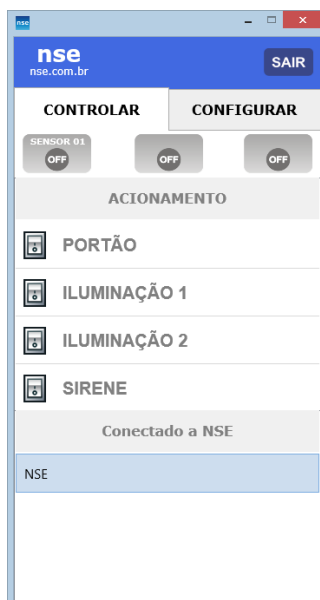 nse
nse
nse.com.br
SAIR
CONTROLAR CONFIGURAR
SENSOR 01
OFF OFF OFF
ACIONAMENTO
PORTÃO
ILUMINAÇÃO 1
ILUMINAÇÃO 2
SIRENE
Conectado a NSE
NSE